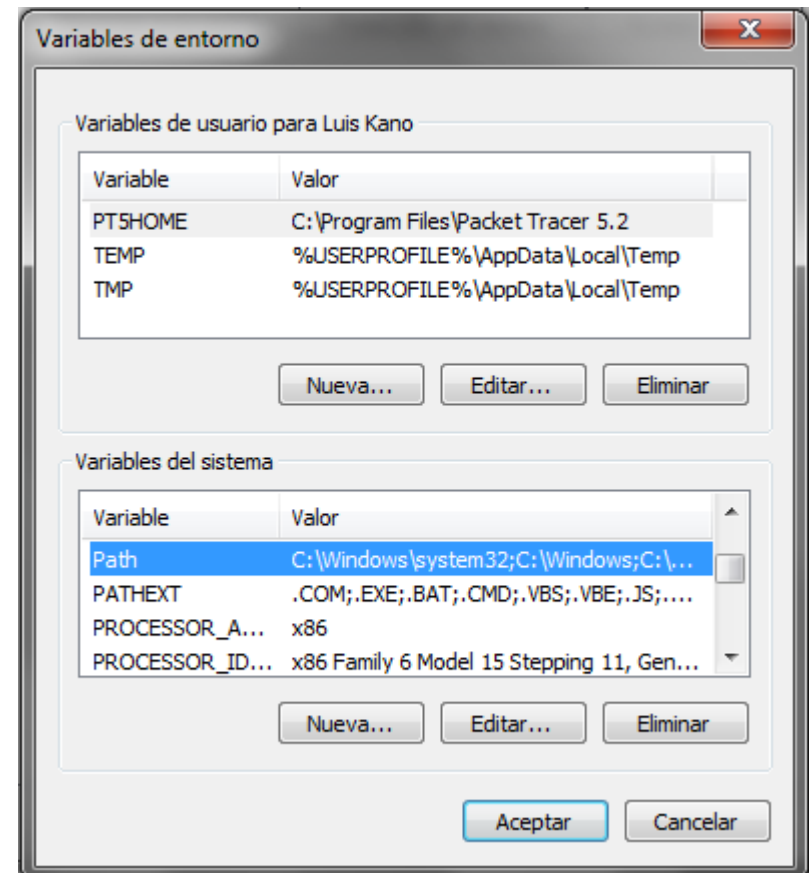 Variables de entorno
Variables de usuario para Luis Kano
Variable Valor
PT5HOME C:\Program Files\Packet Tracer 5.2
TEMP %USERPROFILE%\AppData\Local\Temp
TMP %USERPROFILE%\AppData\Local\Temp
Nueva... Editar... Eliminar
Variables del sistema
Variable Valor
Path C:\Windows\system32;C:\Windows;C:\...
PATHEXT .COM;.EXE;.BAT;.CMD;.VBS;.VBE;.JS;....
PROCESSOR_A... x86
PROCESSOR_ID... x86 Family 6 Model 15 Stepping 11, Gen...
Nueva... Editar... Eliminar
Aceptar Cancelar